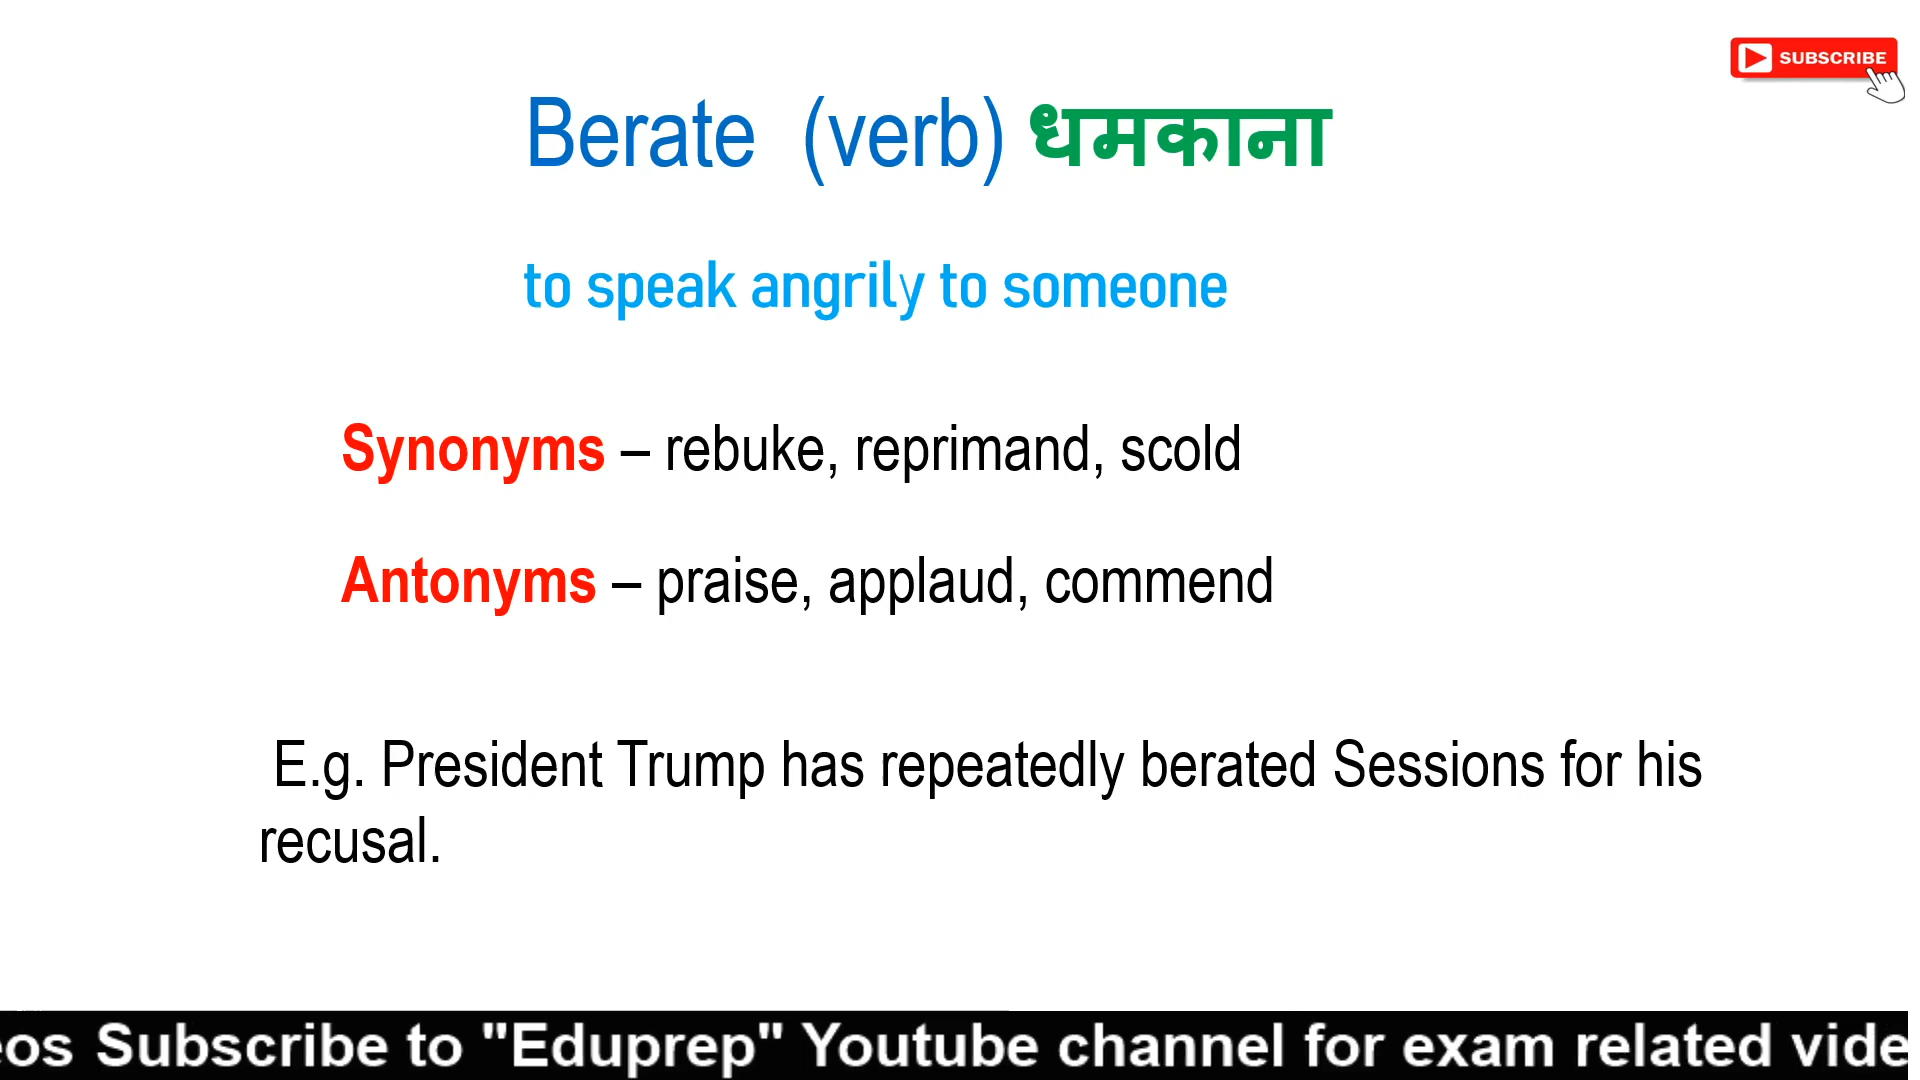 SUBSCRIBE
Berate (verb) धमकाना
to speak angrily to someone
Synonyms – rebuke, reprimand, scold
Antonyms – praise, applaud, commend
E.g. President Trump has repeatedly berated Sessions for his
recusal.
eos Subscribe to "Eduprep" Youtube channel for exam related vide